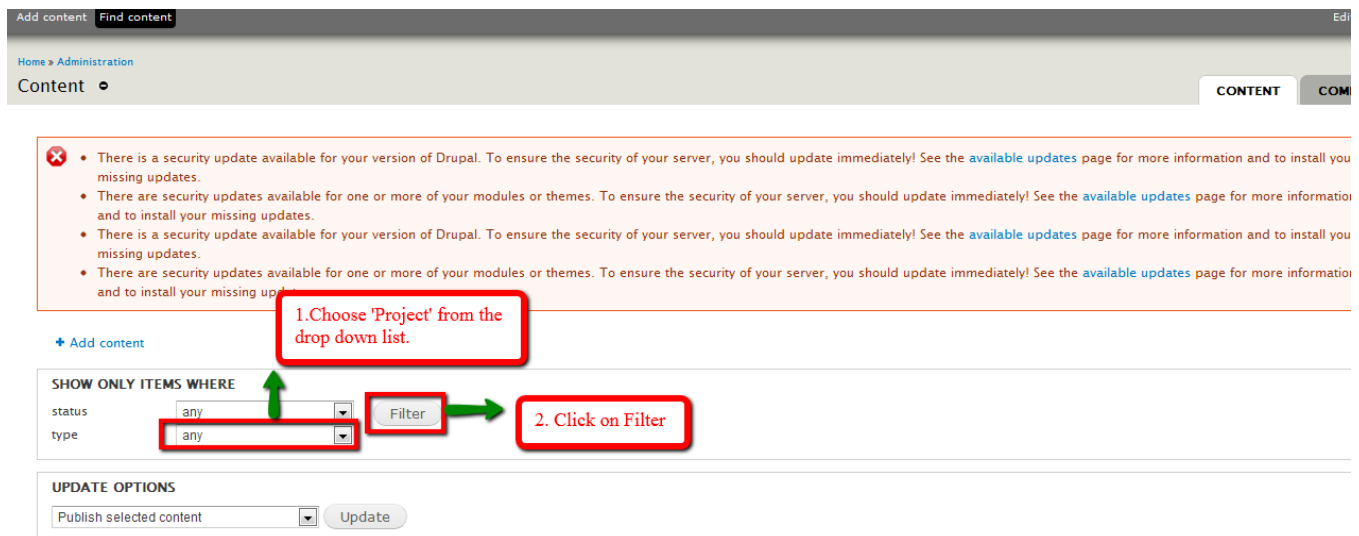 Add content Find content Edi
Home » Administration
Content
CONTENT COM
• There is a security update available for your version of Drupal. To ensure the security of your server, you should update immediately! See the available updates page for more information and to install you
missing updates.
• There are security updates available for one or more of your modules or themes. To ensure the security of your server, you should update immediately! See the available updates page for more information
and to install your missing updates.
• There is a security update available for your version of Drupal. To ensure the security of your server, you should update immediately! See the available updates page for more information and to install you
missing updates.
• There are security updates available for one or more of your modules or themes. To ensure the security of your server, you should update immediately! See the available updates page for more information
and to install your missing
1.Choose 'Project' from the
drop down list.
+ Add content
SHOW ONLY ITEMS WHERE
status any Filter
2. Click on Filter
type any
UPDATE OPTIONS
Publish selected content Update